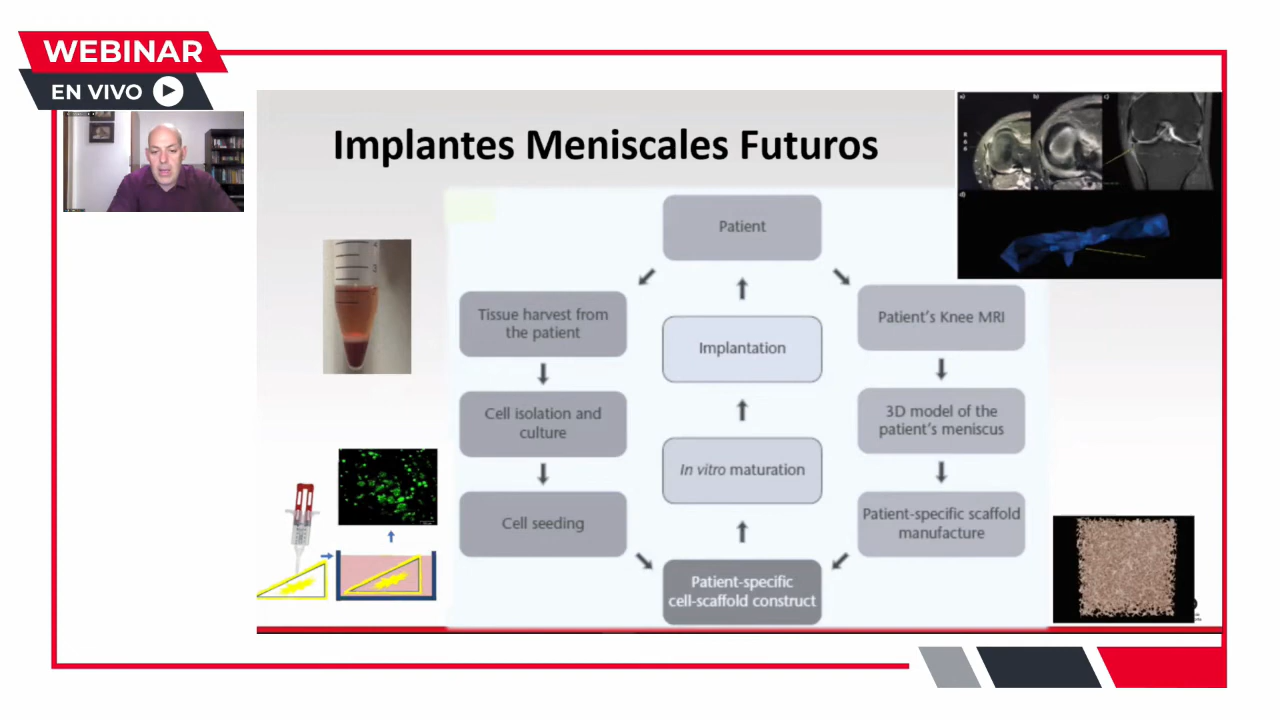 WEBINAR
EN VIVO
Implantes Meniscales Futuros
a)
b)
c)
d)
Patient
Tissue harvest from
the patient
Patient's Knee MRI
Implantation
Cell isolation and
culture
3D model of the
patient's meniscus
In vitro maturation
Cell seeding
Patient-specific scaffold
manufacture
Patient-specific
cell-scaffold construct